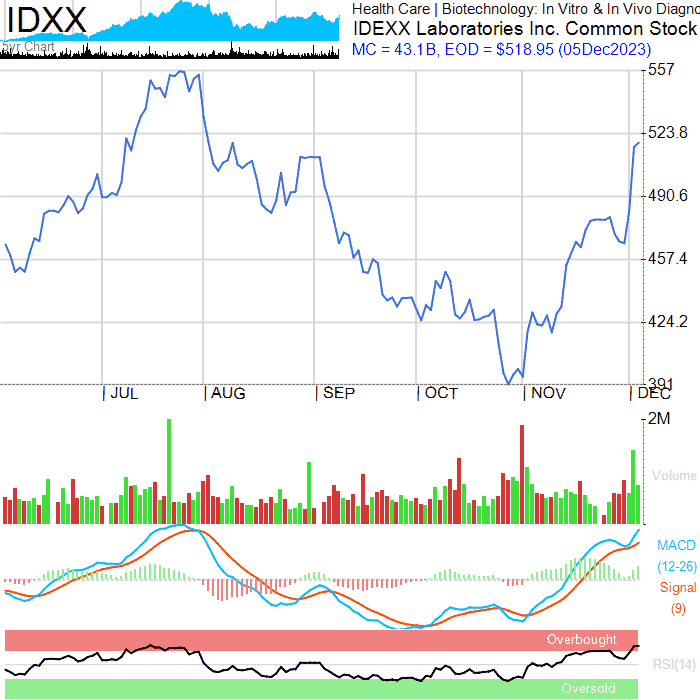 IDXX
5yr Chart
Health Care | Biotechnology: In Vitro & In Vivo Diagno
IDEXX Laboratories Inc. Common Stock
MC = 43.1B, EOD = $518.95 (05Dec2023)
557
523.8
490.6
457.4
424.2
391
JUL AUG SEP OCT NOV DEC
2M
Volume
MACD
(12-26)
Signal
(9)
Overbought
RSI(14)
Oversold